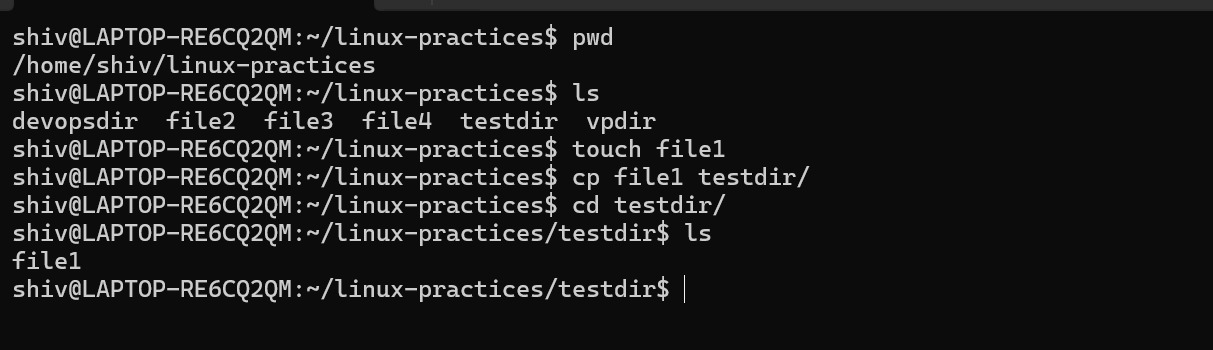 shiv@LAPTOP-RE6CQ2QM:~/linux-practices$ pwd
/home/shiv/linux-practices
shiv@LAPTOP-RE6CQ2QM:~/linux-practices$ ls
devopsdir  file2  file3  file4  testdir  vpdir
shiv@LAPTOP-RE6CQ2QM:~/linux-practices$ touch file1
shiv@LAPTOP-RE6CQ2QM:~/linux-practices$ cp file1 testdir/
shiv@LAPTOP-RE6CQ2QM:~/linux-practices$ cd testdir/
shiv@LAPTOP-RE6CQ2QM:~/linux-practices/testdir$ ls
file1
shiv@LAPTOP-RE6CQ2QM:~/linux-practices/testdir$